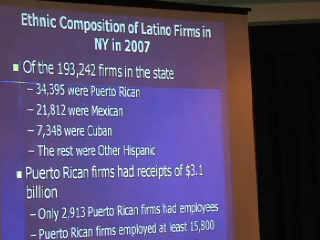 Ethnic Composition of Latino Firms in
NY in 2007
Of the 193,242 firms in the state
– 34,395 were Puerto Rican
– 21,812 were Mexican
– 7,348 were Cuban
– The rest were Other Hispanic
Puerto Rican firms had receipts of $3.1
billion
– Only 2,913 Puerto Rican firms had employees
– Puerto Rican firms employed at least 15,800